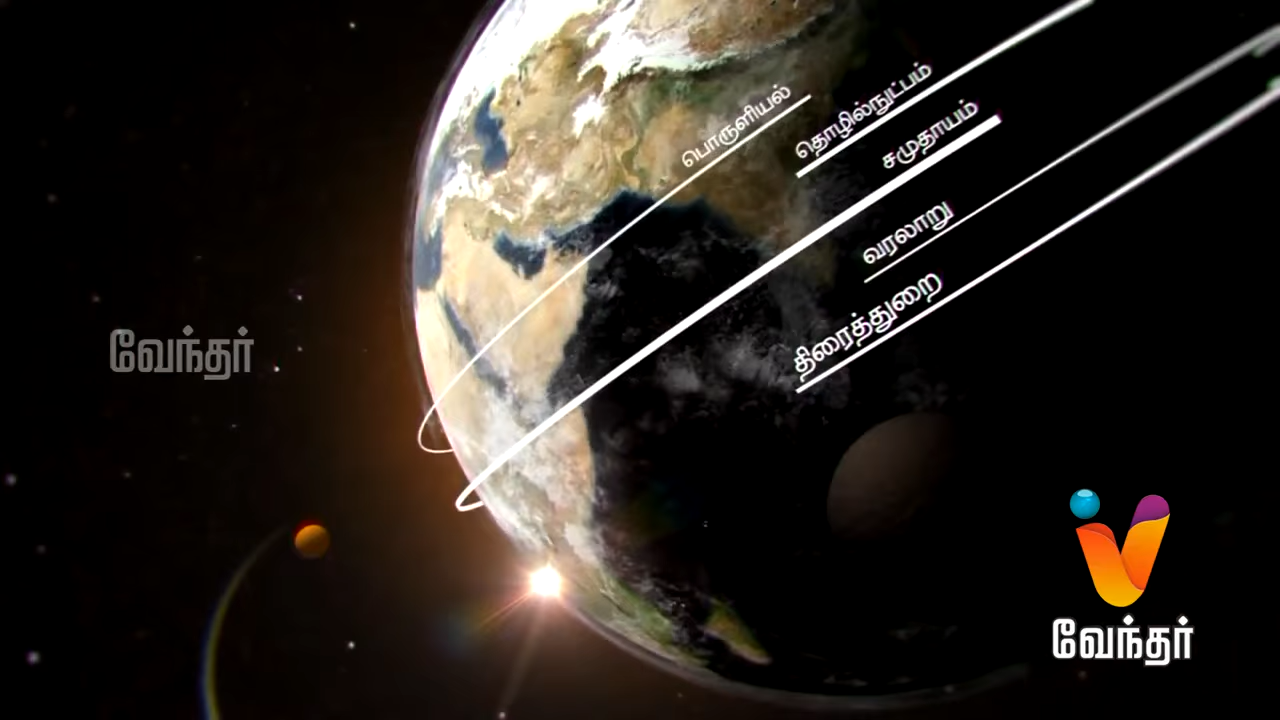 பொருளியல்
தொழில்நுட்பம்
சமுதாயம்
வரலாறு
திரைத்துறை
வேந்தர்
வேந்தர்